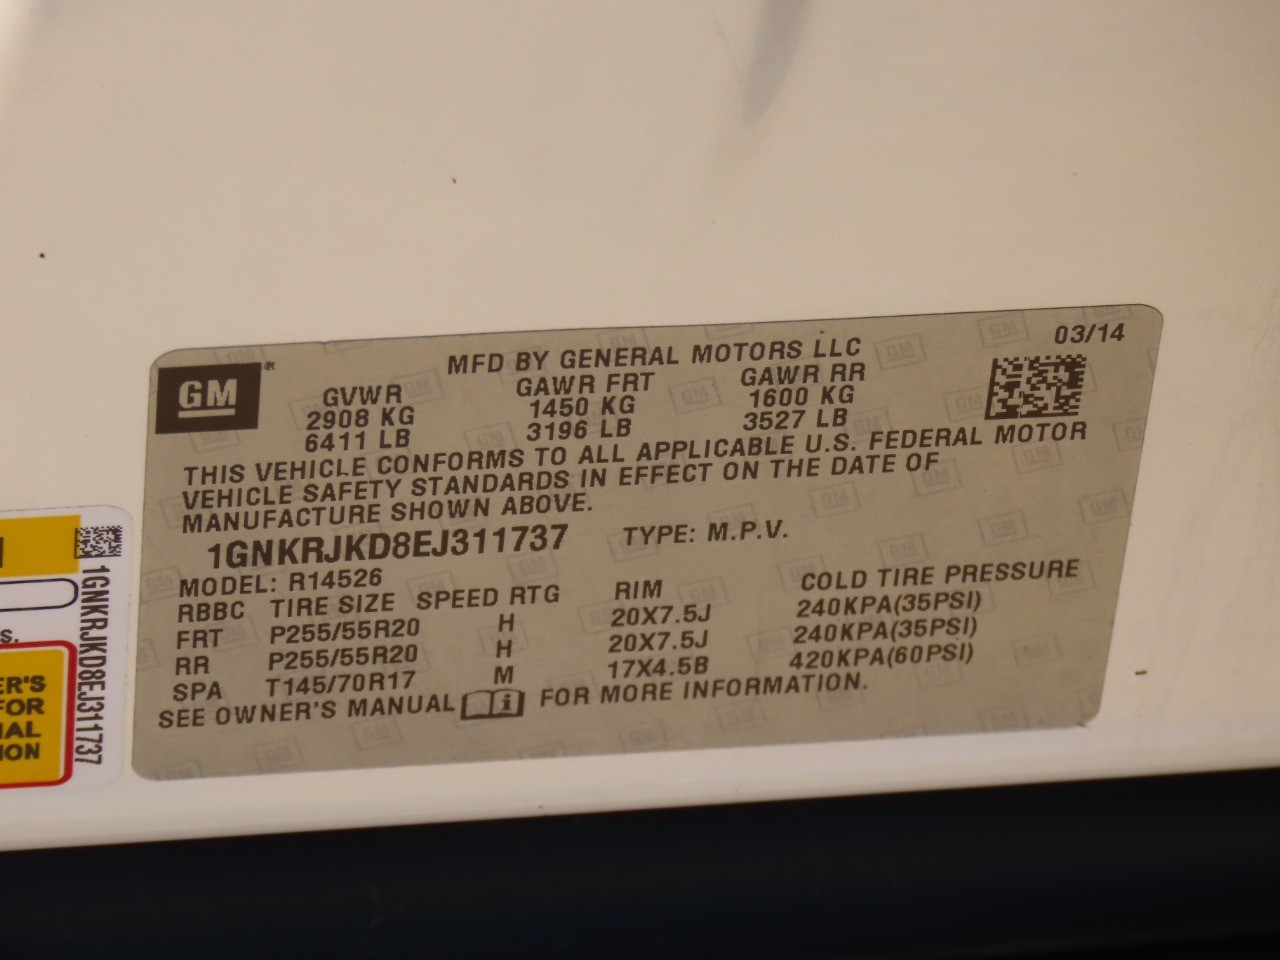 GM ®
MFD BY GENERAL MOTORS LLC
03/14
GVWR GAWR FRT GAWR RR
2908 KG 1450 KG 1600 KG
6411 LB 3196 LB 3527 LB
THIS VEHICLE CONFORMS TO ALL APPLICABLE U.S. FEDERAL MOTOR
VEHICLE SAFETY STANDARDS IN EFFECT ON THE DATE OF
MANUFACTURE SHOWN ABOVE.
1GNKRJKD8EJ311737 TYPE: M.P.V.
MODEL: R14526
RBBC TIRE SIZE SPEED RTG RIM COLD TIRE PRESSURE
FRT P255/55R20 H 20X7.5J 240KPA(35PSI)
RR P255/55R20 H 20X7.5J 240KPA(35PSI)
SPA T145/70R17 M 17X4.5B 420KPA(60PSI)
SEE OWNER'S MANUAL i FOR MORE INFORMATION.
1GNKRJKD8EJ311737
S.
ER'S
FOR
NAL
ION